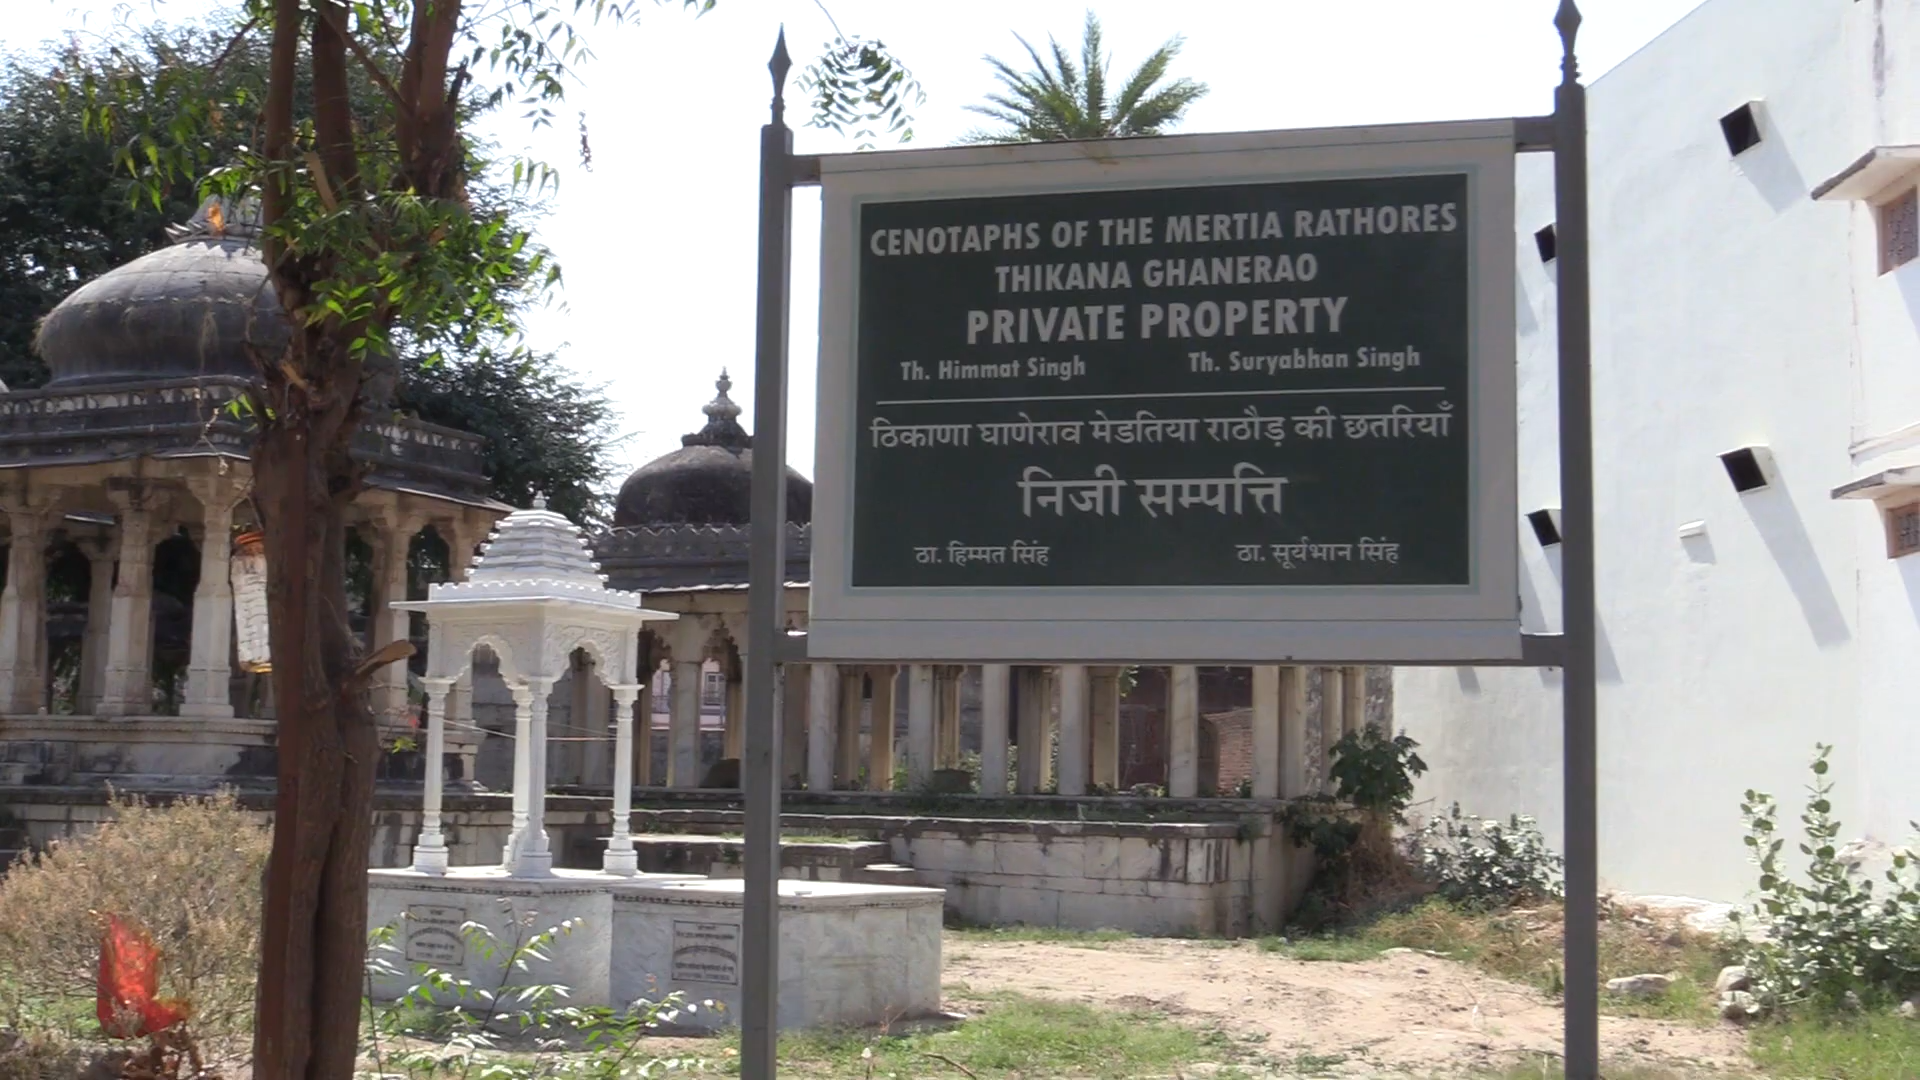 CENOTAPHS OF THE MERTIA RATHORES
THIKANA GHANERAO
PRIVATE PROPERTY
Th. Himmat Singh Th. Suryabhan Singh
ठिकाणा घाणेराव मेडतिया राठौड़ की छतरियाँ
निजी सम्पत्ति
ठा. हिम्मत सिंह ठा. सूर्यभान सिंह